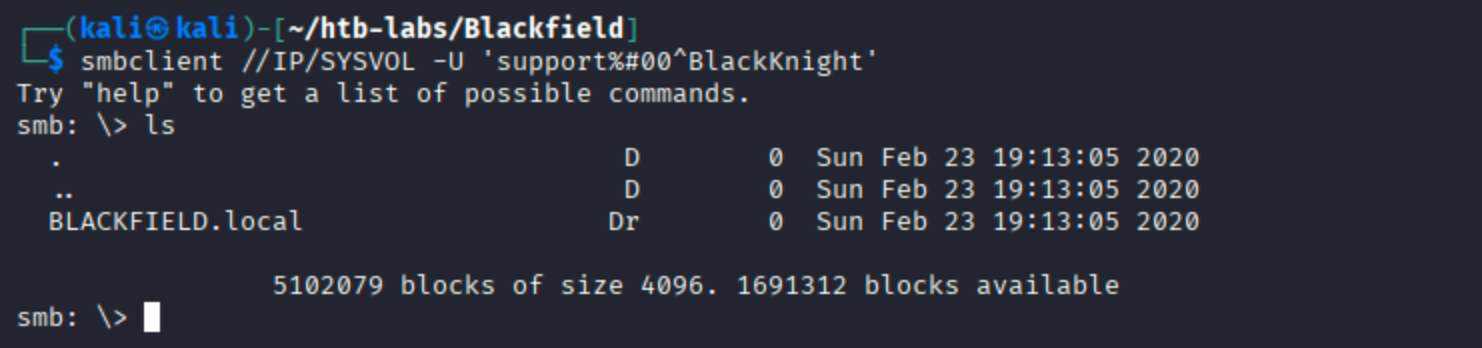 ┌──(kali㉿kali)-[~/htb-labs/Blackfield]
└─$ smbclient //IP/SYSVOL -U 'support%#00^BlackKnight'
Try "help" to get a list of possible commands.
smb: \> ls
  .                                   D        0  Sun Feb 23 19:13:05 2020
  ..                                  D        0  Sun Feb 23 19:13:05 2020
  BLACKFIELD.local                   Dr        0  Sun Feb 23 19:13:05 2020
                5102079 blocks of size 4096. 1691312 blocks available
smb: \>